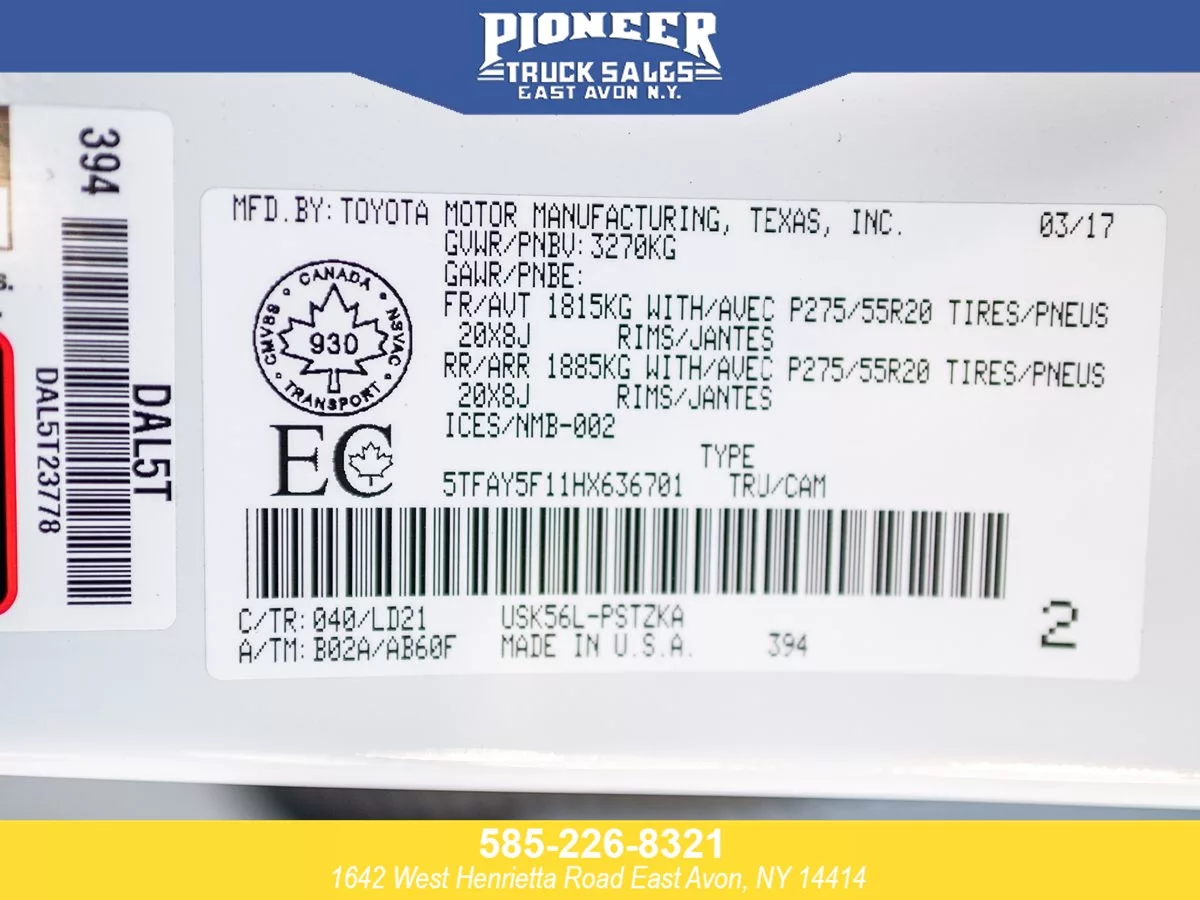 PIONEER
TRUCK SALES
EAST AVON N.Y.
394
DAL5T
DAL5T23778
s.
MFD.BY: TOYOTA MOTOR MANUFACTURING, TEXAS, INC. 03/17
GVWR/PNBV: 3270KG
GAWR/PNBE:
FR/AVT 1815KG WITH/AVEC P275/55R20 TIRES/PNEUS
20X8J RIMS/JANTES
RR/ARR 1885KG WITH/AVEC P275/55R20 TIRES/PNEUS
20X8J RIMS/JANTES
ICES/NMB-002
CANADA
CMVSS NSVAC
930
TRANSPORT
EC
TYPE
5TFAY5F11HX636701 TRU/CAM
C/TR: 040/LD21 USK56L-PSTZKA
A/TM: B02A/AB60F MADE IN U.S.A. 394
2
585-226-8321
1642 West Henrietta Road East Avon, NY 14414